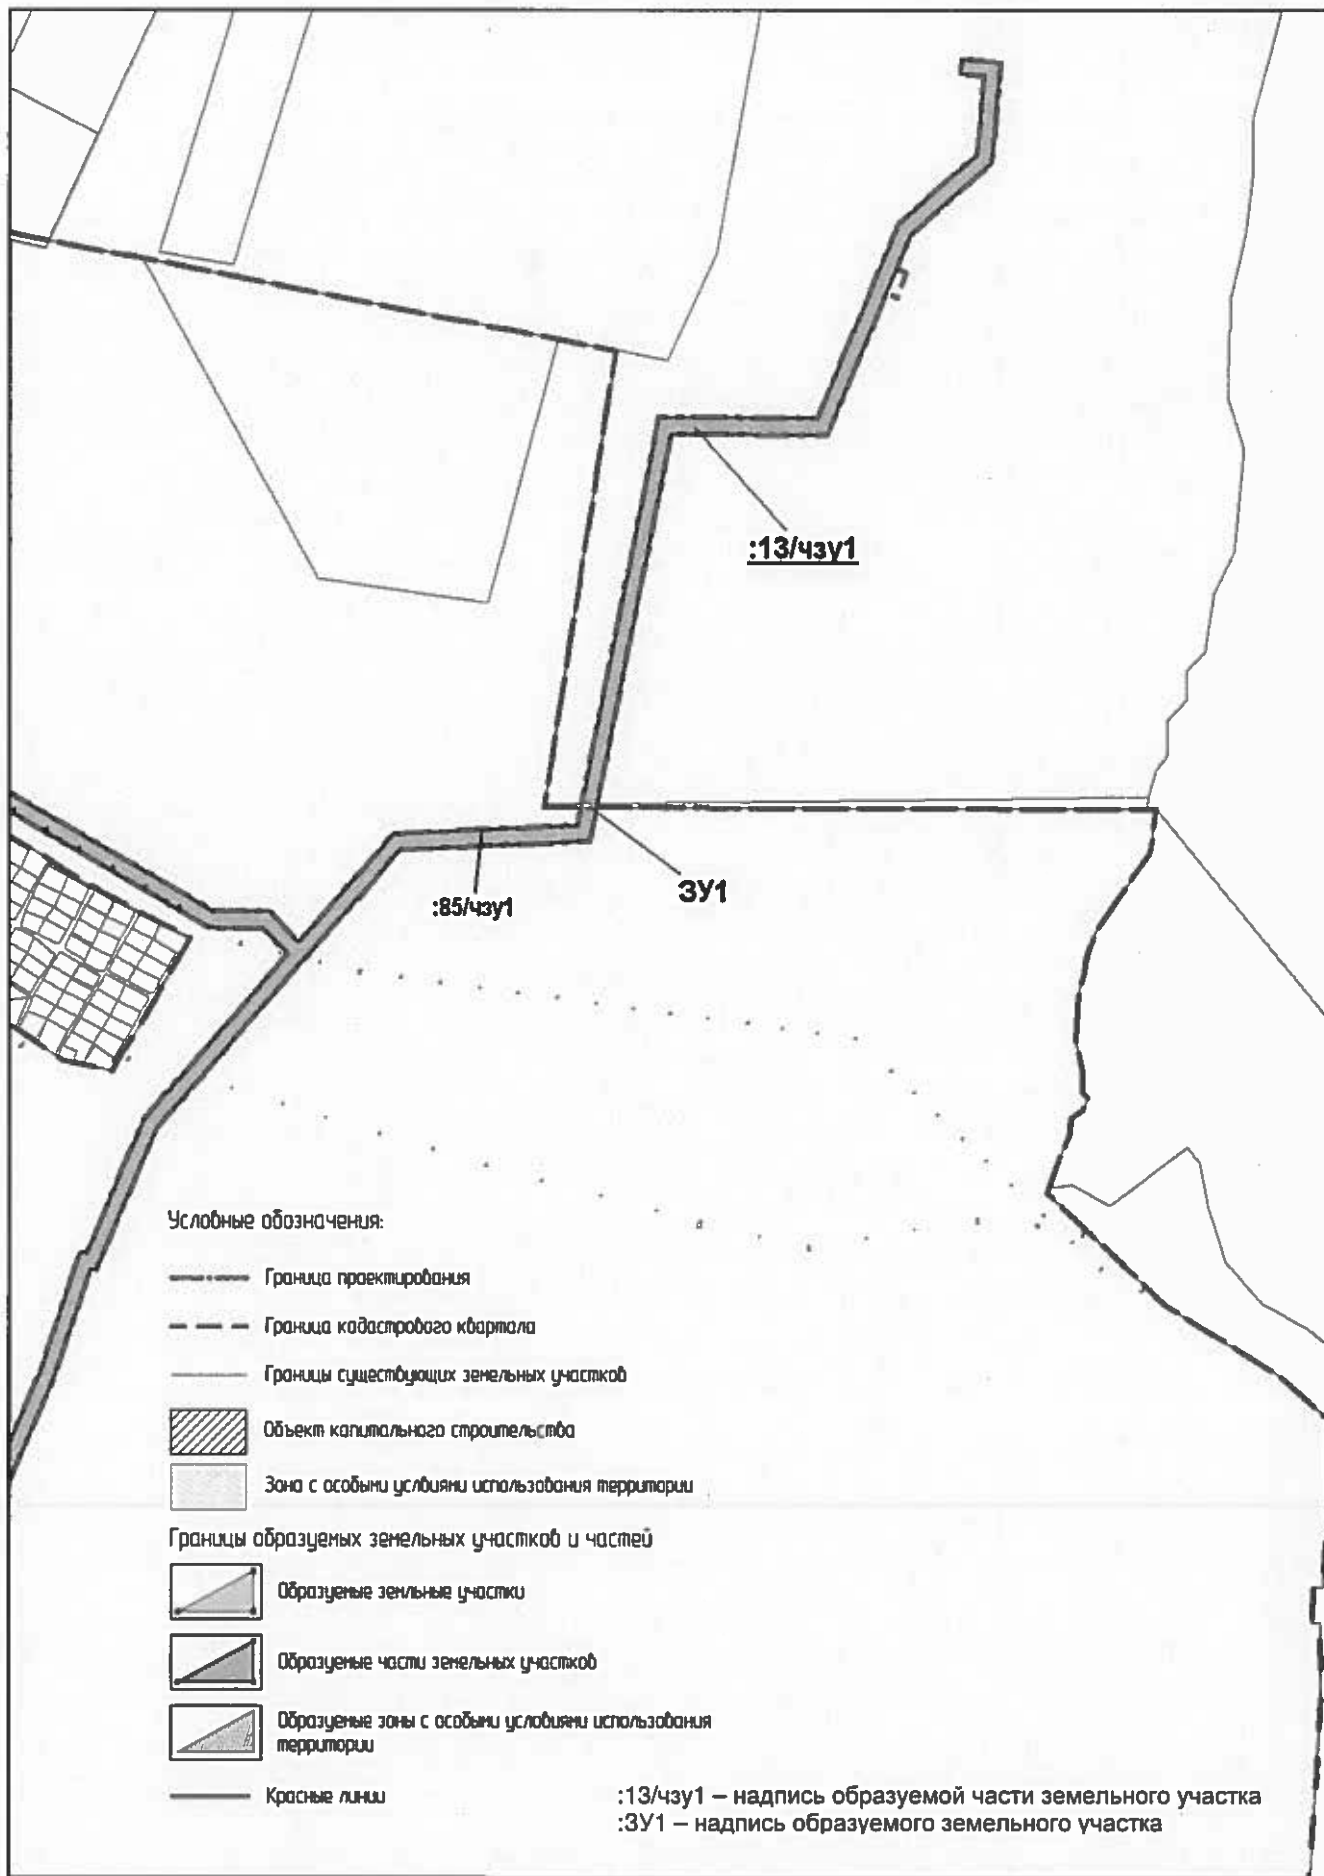 :13/чзу1
ЗУ1
:85/чзу1
Условные обозначения:
Граница проектирования
Граница кадастрового квартала
Границы существующих земельных участков
Объект капитального строительства
Зона с особыми услвиями использования территории
Границы образуемых земельных участков и частей
Образуемые земльные участки
Образуемые части земельных участков
Образуемые зоны с особыми условиями использования
территории
Красные линии
:13/чзу1 – надпись образуемой части земельного участка
:ЗУ1 – надпись образуемого земельного участка